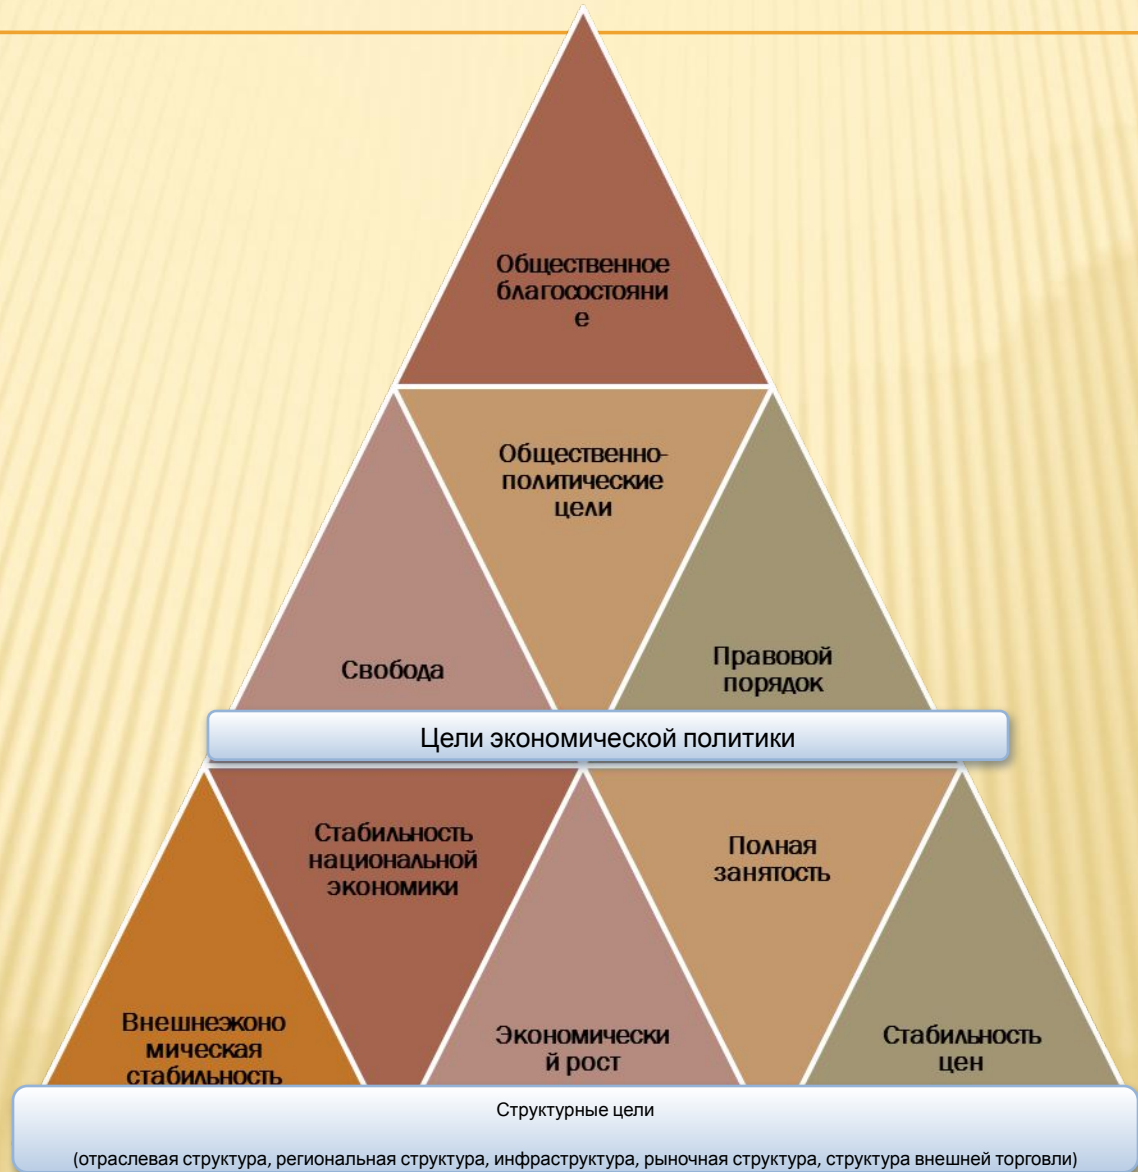 Общественное
благосостояни
е
Общественно-
политические
цели
Свобода
Правовой
порядок
Цели экономической политики
Стабильность
национальной
экономики
Полная
занятость
Внешнеэконо
мическая
стабильность
Экономически
й рост
Стабильность
цен
Структурные цели
(отраслевая структура, региональная структура, инфраструктура, рыночная структура, структура внешней торговли)